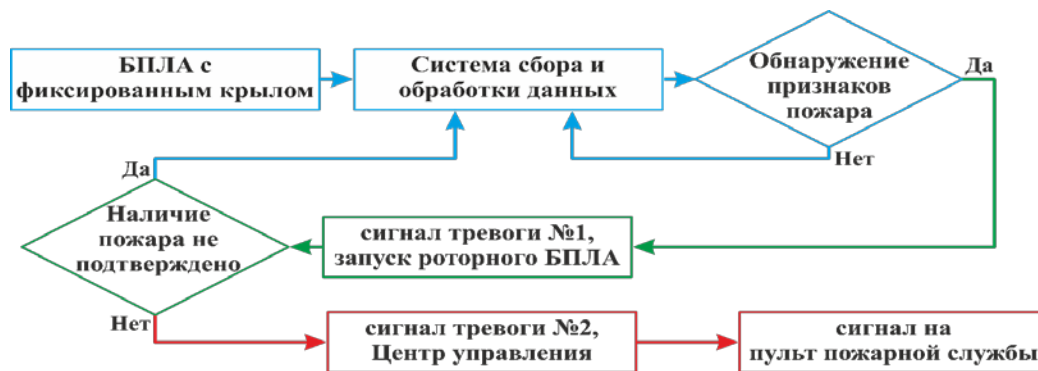 БПЛА с
фиксированным крылом
Система сбора и
обработки данных
Обнаружение
признаков
пожара
Да
Нет
Да
Наличие
пожара не
подтверждено
сигнал тревоги №1,
запуск роторного БПЛА
Нет
сигнал тревоги №2,
Центр управления
сигнал на
пульт пожарной службы